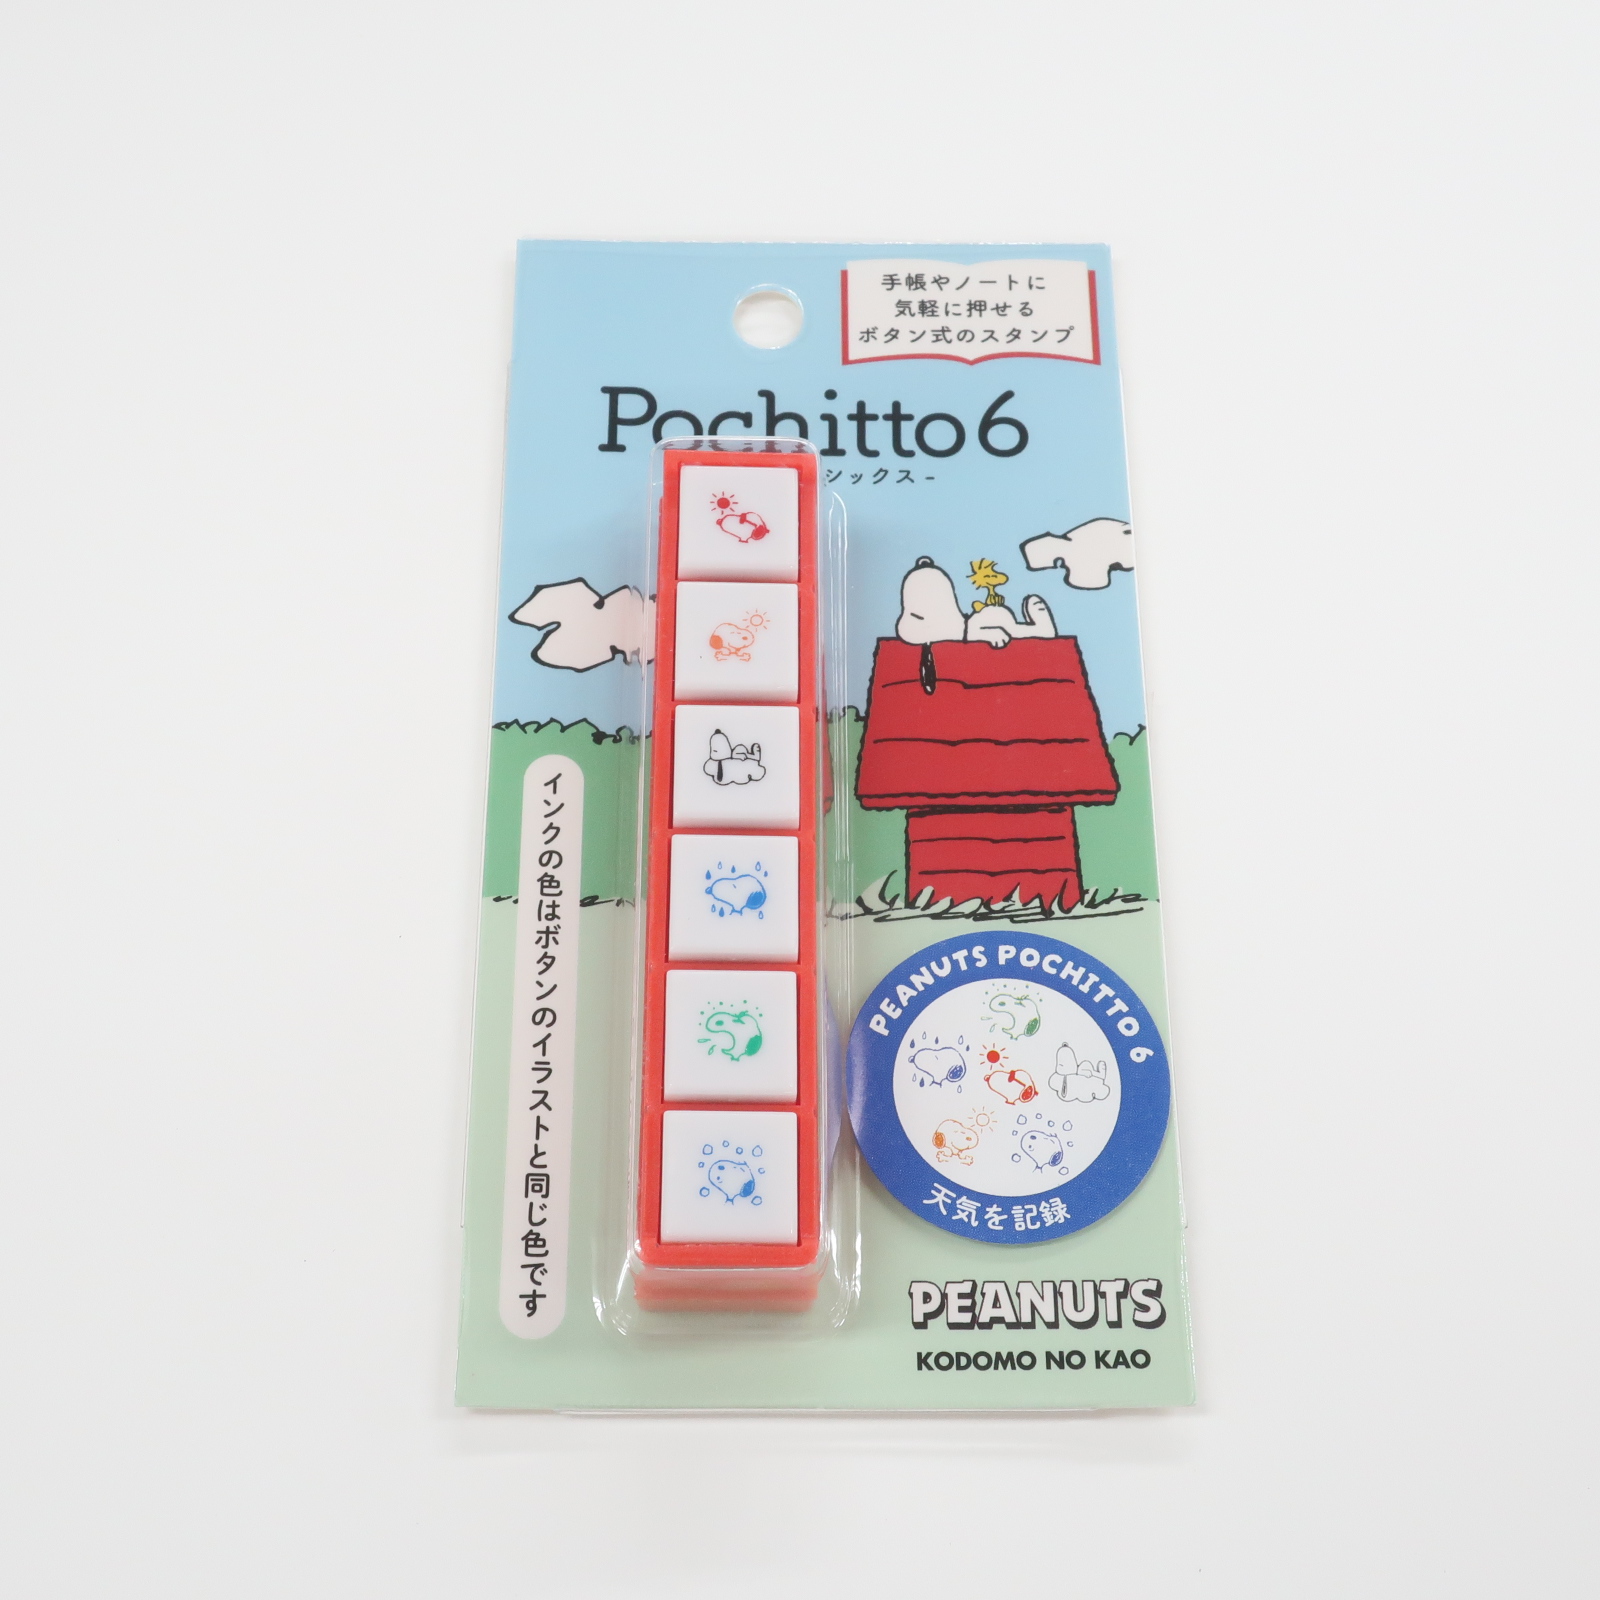 手帳やノートに
気軽に押せる
ボタン式のスタンプ
Pochitto6
シックス -
インクの色はボタンのイラストと同じ色です
PEANUTS POCHITTO 6
天気を記録
PEANUTS
KODOMO NO KAO